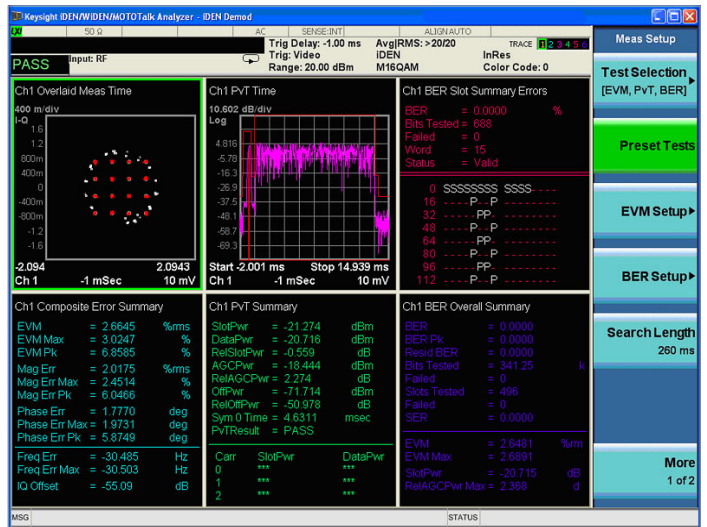 Keysight iDEN/WiDEN/MOTOTalk Analyzer - iDEN Demod
LXI 50 Ω AC SENSE:INT ALIGN AUTO
Trig Delay: -1.00 ms Avg|RMS: >20/20 TRACE 1 2 3 4 5 6
PASS Input: RF Trig: Video iDEN InRes
Range: 20.00 dBm M16QAM Color Code: 0
Ch1 Overlaid Meas Time
400 m/div
I-Q
1.6
1.2
800m
400m
0
-400m
-800m
-1.2
-1.6
-2.094 2.0943
Ch 1 -1 mSec 10 mV
Ch1 PvT Time
10.602 dB/div
Log
4.816
-5.78
-16.3
-26.9
-37.5
-48.1
-58.7
-69.3
Start -2.001 ms Stop 14.939 ms
Ch 1 -1 mSec 10 mV
Ch1 BER Slot Summary Errors
BER = 0.0000 %
Bits Tested = 688
Failed = 0
Word = 15
Status = Valid
0 SSSSSSSS SSSS----
16 ----P--P--------
32 -----PP---------
48 ----P--P--------
64 -----PP---------
80 ----P--P--------
96 -----PP---------
112 ----P--P--------
Ch1 Composite Error Summary
EVM = 2.6645 %rms
EVM Max = 3.0247 %
EVM Pk = 6.8585 %
Mag Err = 2.0175 %rms
Mag Err Max = 2.4514 %
Mag Err Pk = 6.0466 %
Phase Err = 1.7770 deg
Phase Err Max = 1.9731 deg
Phase Err Pk = 5.8749 deg
Freq Err = -30.485 Hz
Freq Err Max = -30.503 Hz
IQ Offset = -55.09 dB
Ch1 PvT Summary
SlotPwr = -21.274 dBm
DataPwr = -20.716 dBm
RelSlotPwr = -0.559 dB
AGCPwr = -18.444 dBm
RelAGCPwr = 2.274 dB
OffPwr = -71.714 dBm
RelOffPwr = -50.978 dB
Sym 0 Time = 4.6311 msec
PvTResult = PASS
Carr SlotPwr DataPwr
0 *** ***
1 *** ***
2 *** ***
Ch1 BER Overall Summary
BER = 0.0000
BER Pk = 0.0000
Resid BER = 0.0000
Bits Tested = 341.25 k
Failed = 0
Slots Tested = 496
Failed = 0
SER = 0.0000
EVM = 2.6481 %rm
EVM Max = 2.6891
SlotPwr = -20.715 dB
RelAGCPwr Max = 2.368 d
Meas Setup
Test Selection
[EVM, PvT, BER]
Preset Tests
EVM Setup
BER Setup
Search Length
260 ms
More
1 of 2
MSG STATUS